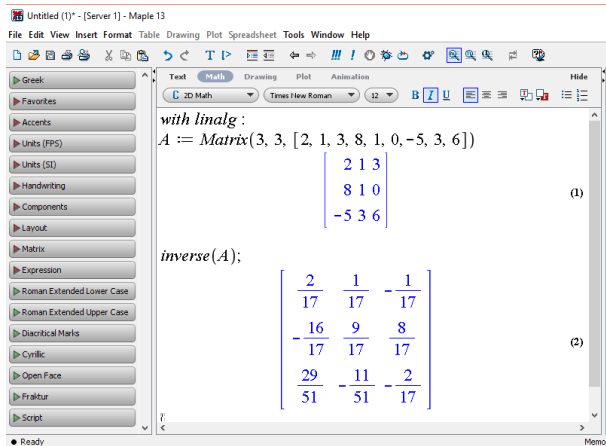 Untitled (1)* - [Server 1] - Maple 13
File Edit View Insert Format Table Drawing Plot Spreadsheet Tools Window Help
Text Math Drawing Plot Animation Hide
C 2D Math Times New Roman 12 B I U
Greek
Favorites
Accents
Units (FPS)
Units (SI)
Handwriting
Components
Layout
Matrix
Expression
Roman Extended Lower Case
Roman Extended Upper Case
Diacritical Marks
Cyrillic
Open Face
Fraktur
Script
with linalg :
A := Matrix(3, 3, [2, 1, 3, 8, 1, 0, -5, 3, 6])
2 1 3
8 1 0
-5 3 6
(1)
inverse(A);
2/17 1/17 -1/17
-16/17 9/17 8/17
29/51 -11/51 -2/17
(2)
Ready Memo